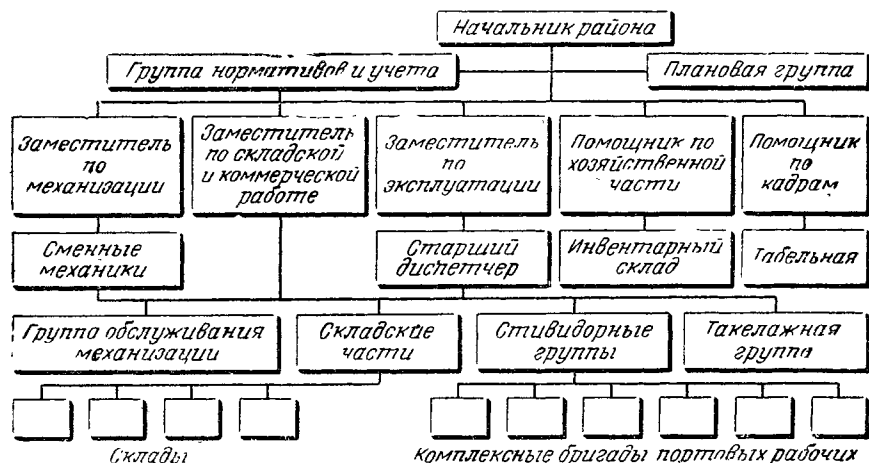 Начальник района
Группа нормативов и учета
Плановая группа
Заместитель
по
механизации
Заместитель
по складской
и коммерческой
работе
Заместитель
по
эксплуатации
Помощник по
хозяйственной
части
Помощник
по
кадрам
Сменные
механики
Старший
диспетчер
Инвентарный
склад
Табельная
Группа обслуживания
механизации
Складские
части
Стивидорные
группы
Такелажная
группа
Склады
Комплексные бригады портовых рабочих